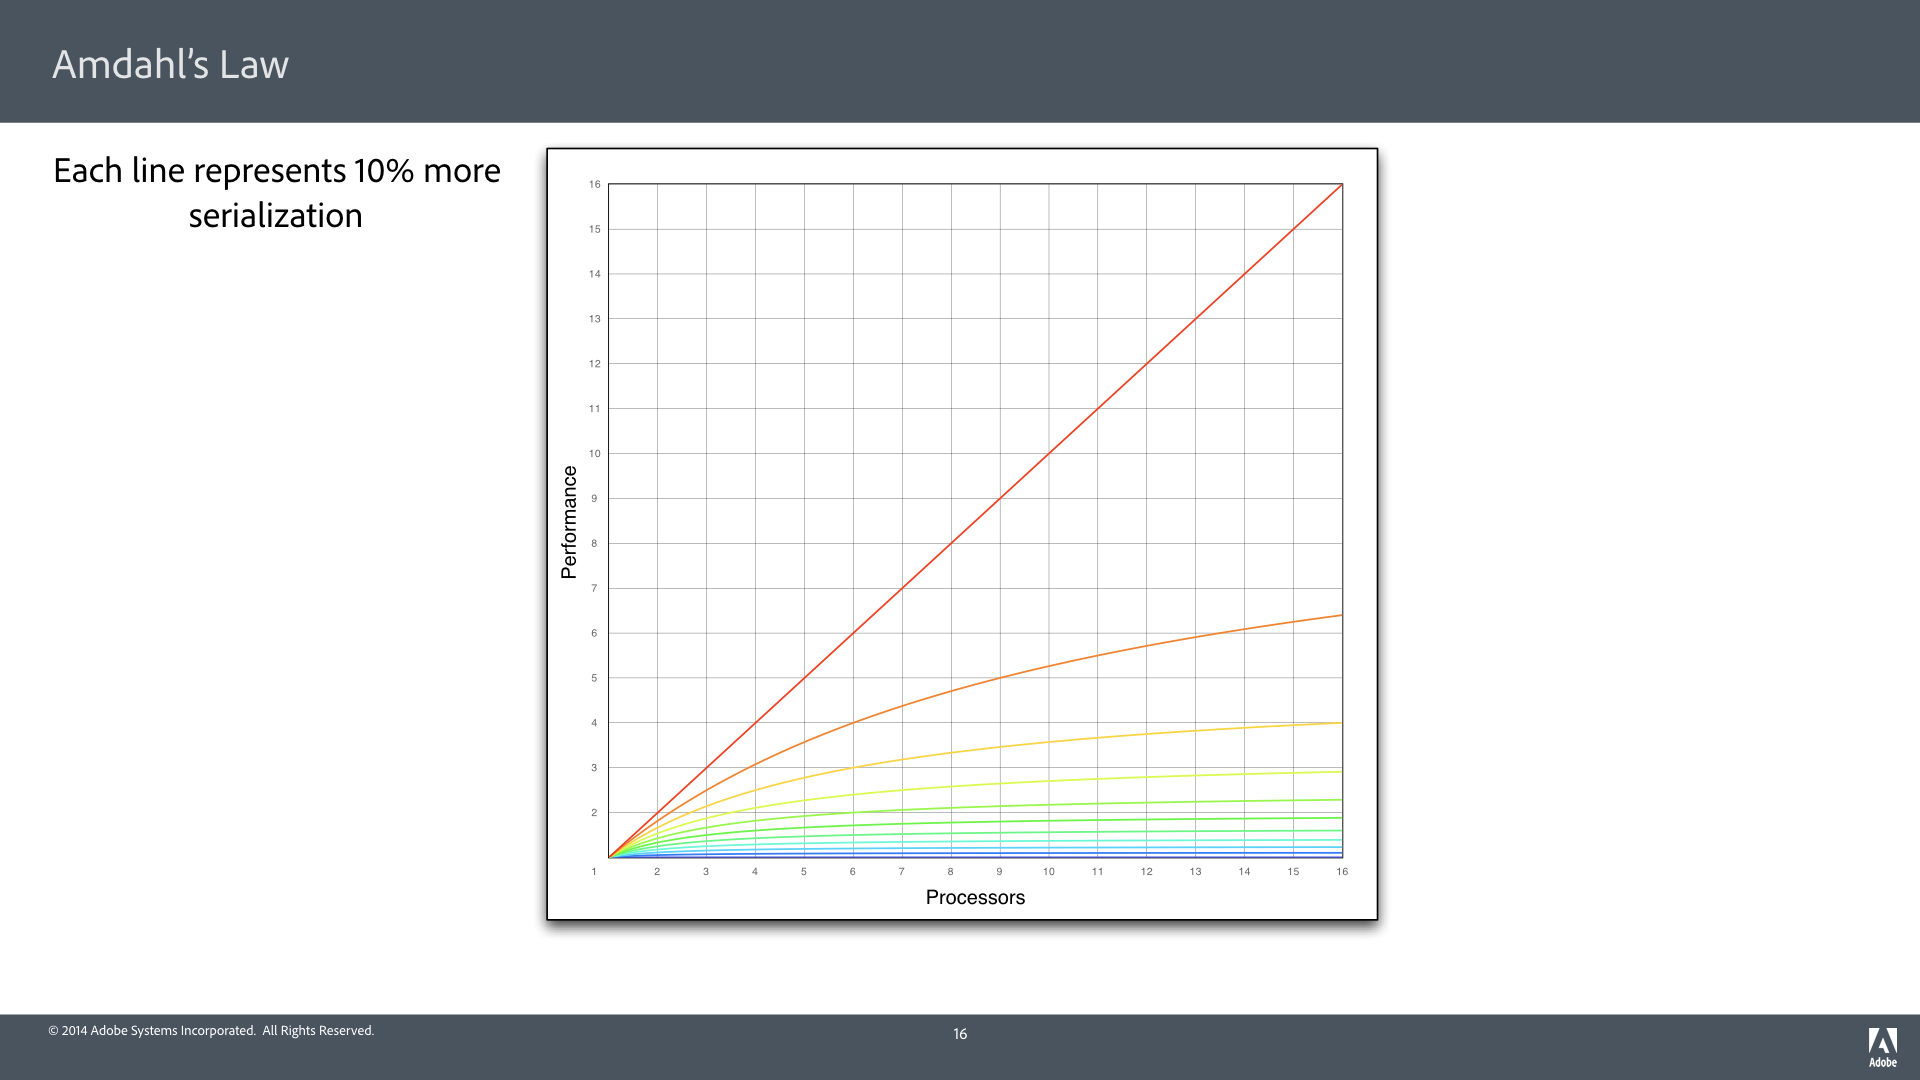 Amdahl’s Law
Each line represents 10% more
serialization
16
15
14
13
12
11
10
9
8
7
6
5
4
3
2
Performance
1 2 3 4 5 6 7 8 9 10 11 12 13 14 15 16
Processors
© 2014 Adobe Systems Incorporated. All Rights Reserved.
16
Adobe